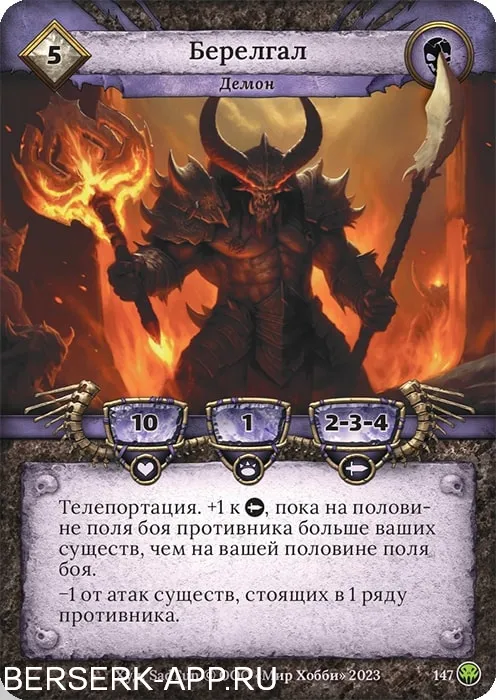 5
Берелгал
Демон
10
1
2-3-4
Телепортация. +1 к , пока на полови-
не поля боя противника больше ваших
существ, чем на вашей половине поля
боя.
–1 от атак существ, стоящих в 1 ряду
противника.
«Мир Хобби» 2023
147
BERSERK-APP.RU